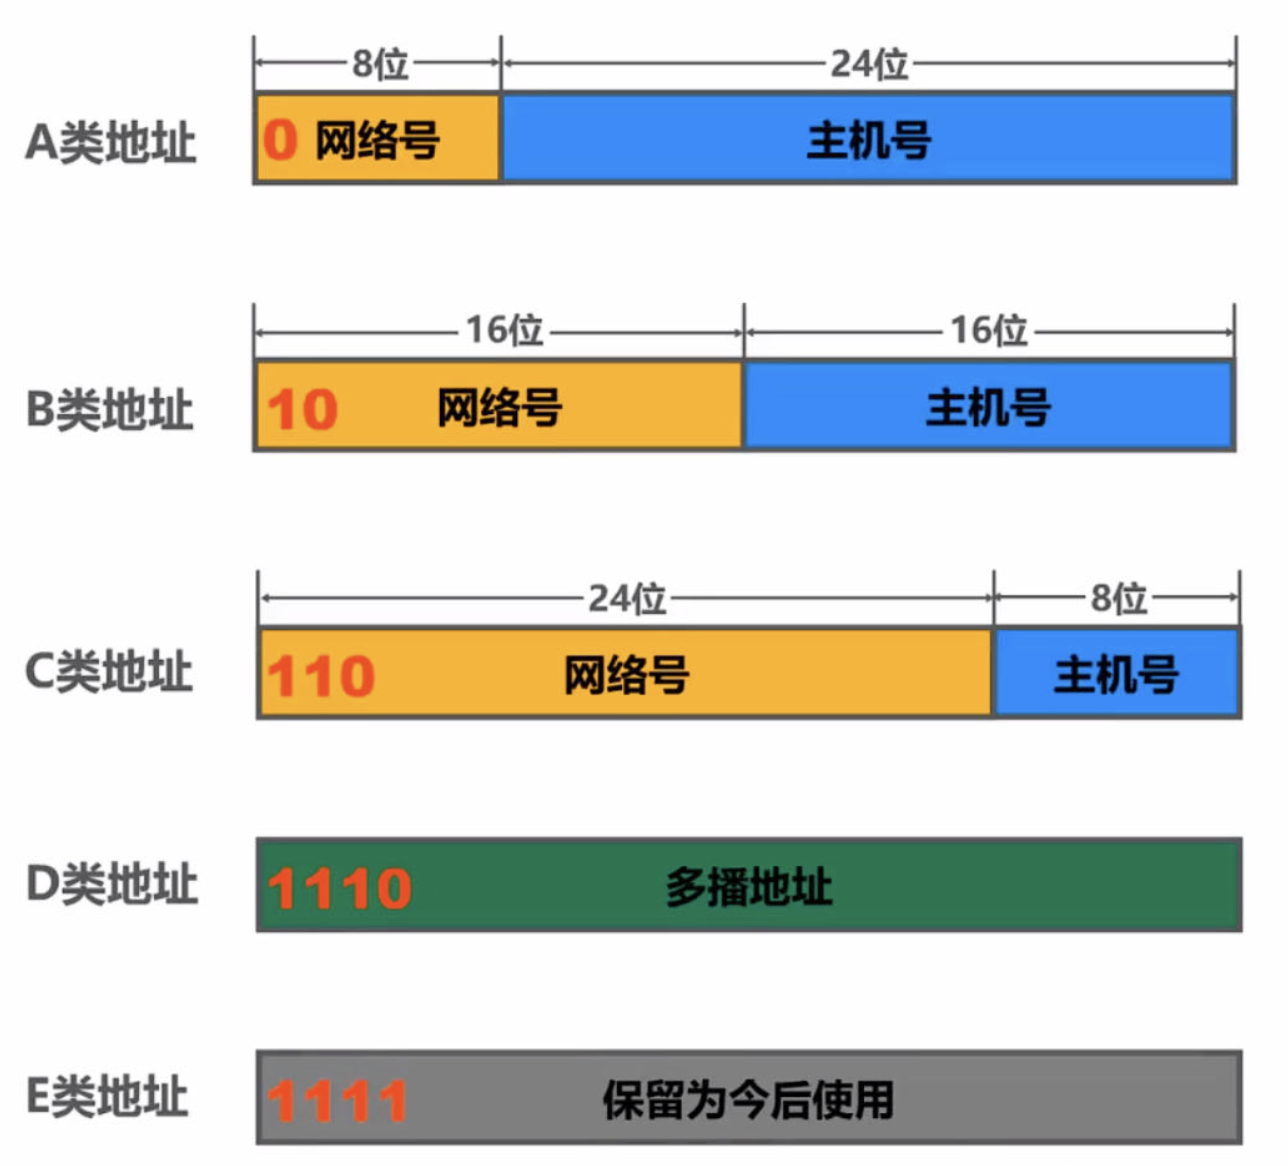 8位 24位
A类地址 0 网络号 主机号
16位 16位
B类地址 10 网络号 主机号
24位 8位
C类地址 110 网络号 主机号
D类地址 1110 多播地址
E类地址 1111 保留为今后使用